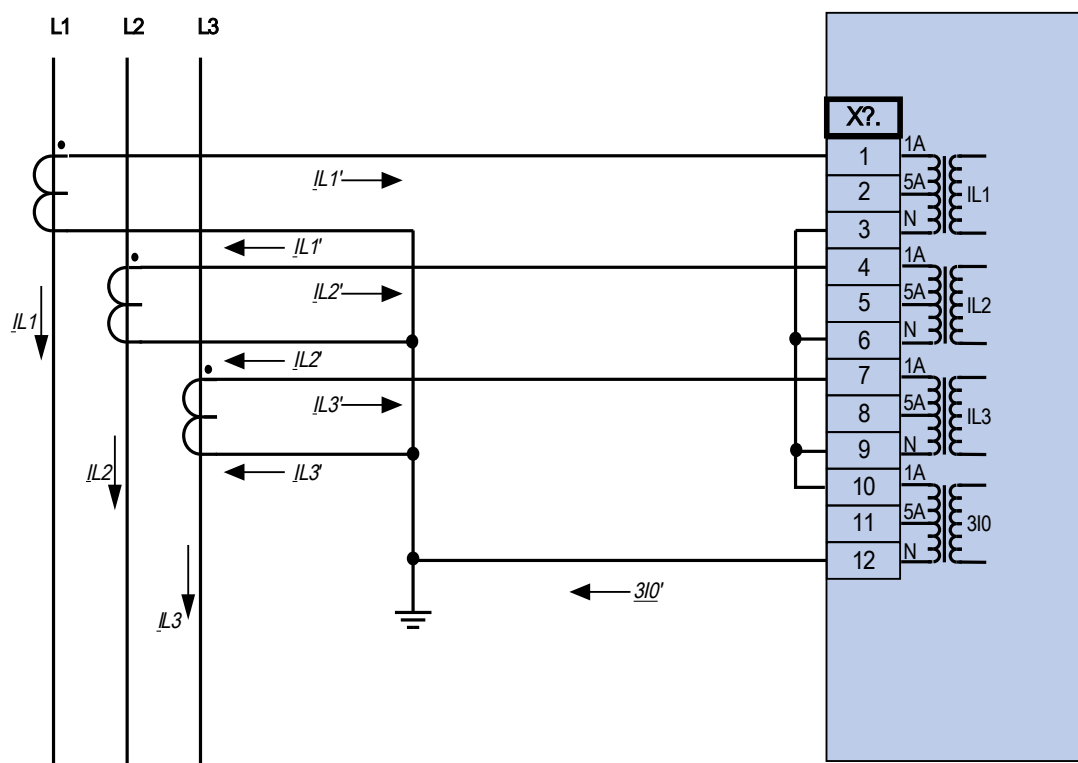 L1 L2 L3
X?.
1 1A
IL1'
2 5A IL1
3 N
IL1'
4 1A
IL2'
5 5A IL2
IL1
6 N
IL2'
7 1A
IL3'
8 5A IL3
9 N
IL2 IL3'
10 1A
11 5A 3I0
12 N
3I0'
IL3